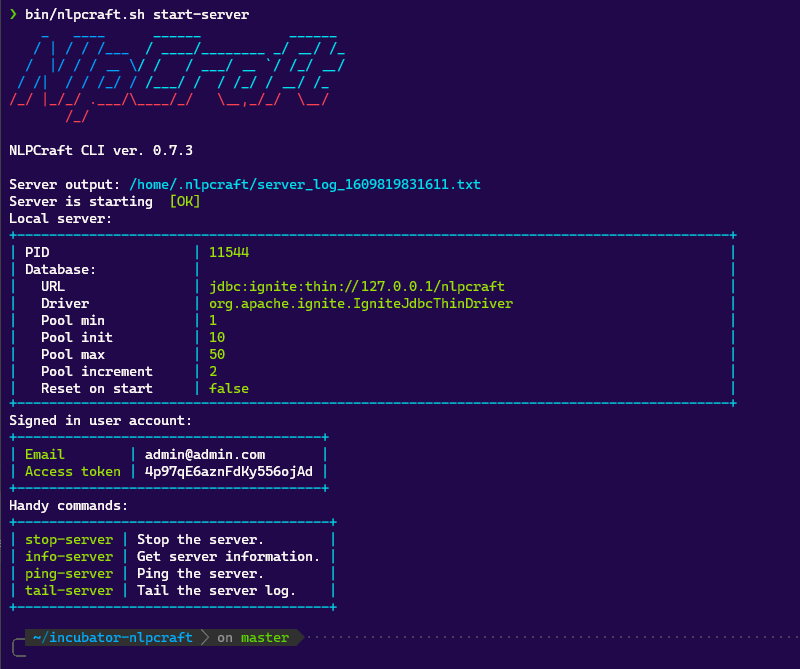 ❯ bin/nlpcraft.sh start-server
NLPCraft CLI ver. 0.7.3
Server output: /home/.nlpcraft/server_log_1609819831611.txt
Server is starting [OK]
Local server:
PID | 11544
Database: |
URL | jdbc:ignite:thin://127.0.0.1/nlpcraft
Driver | org.apache.ignite.IgniteJdbcThinDriver
Pool min | 1
Pool init | 10
Pool max | 50
Pool increment | 2
Reset on start | false
Signed in user account:
Email | admin@admin.com
Access token | 4p97qE6aznFdKy556ojAd
Handy commands:
stop-server | Stop the server.
info-server | Get server information.
ping-server | Ping the server.
tail-server | Tail the server log.
~/incubator-nlpcraft on master